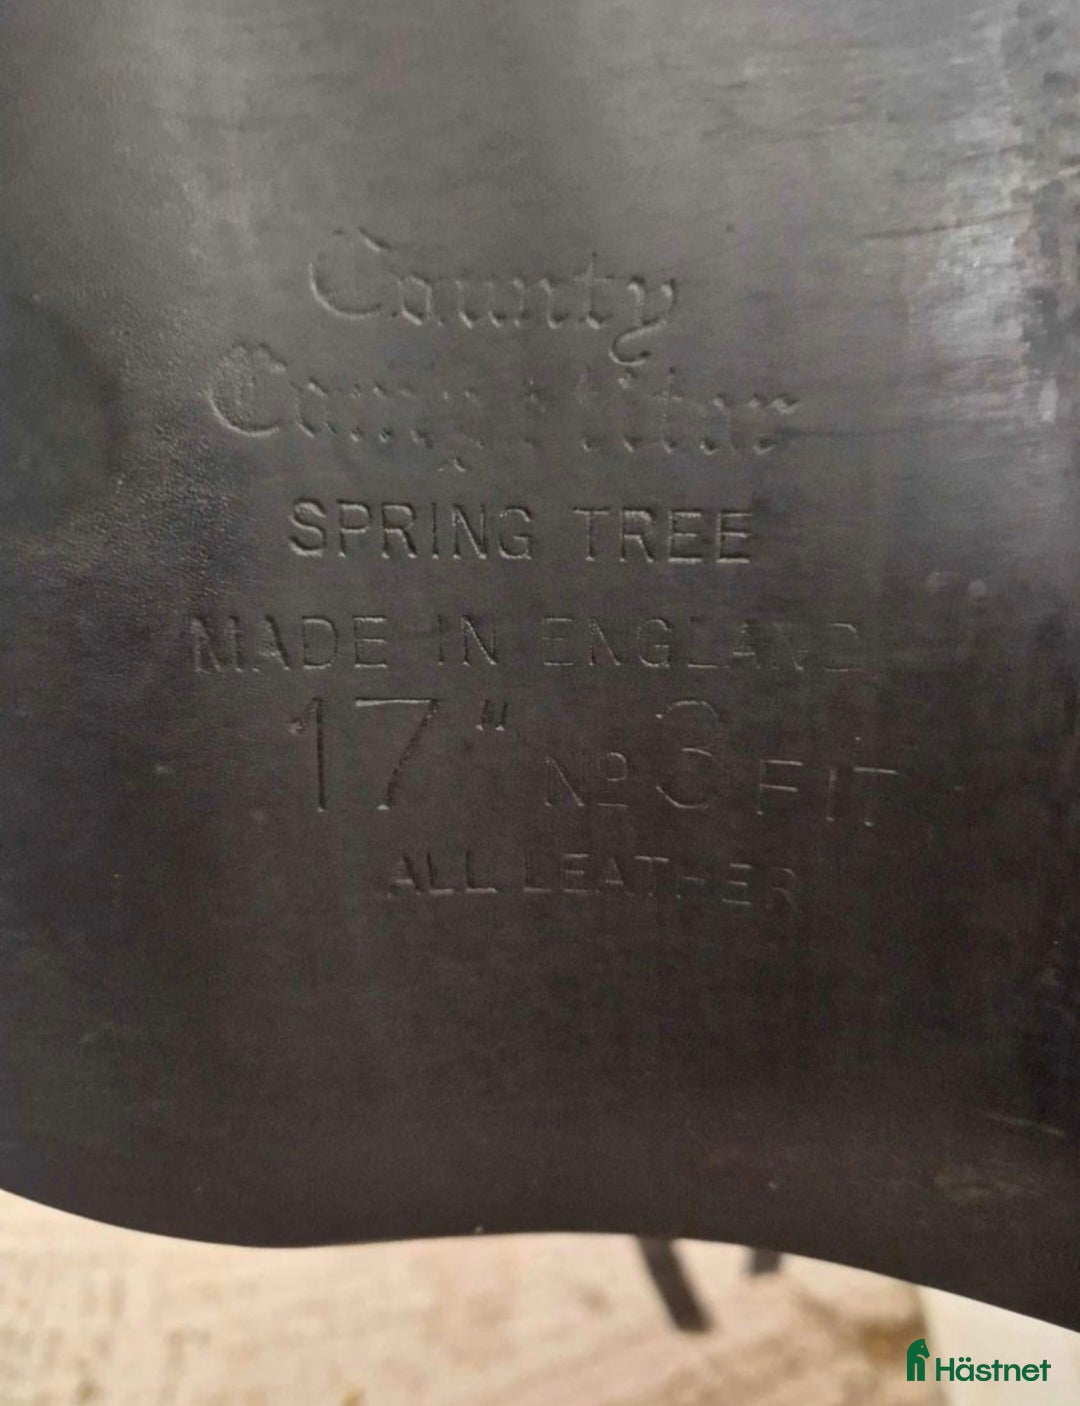 County
Competitor
SPRING TREE
MADE IN ENGLAND
17" Nº 3 FIT
ALL LEATHER
Hästnet